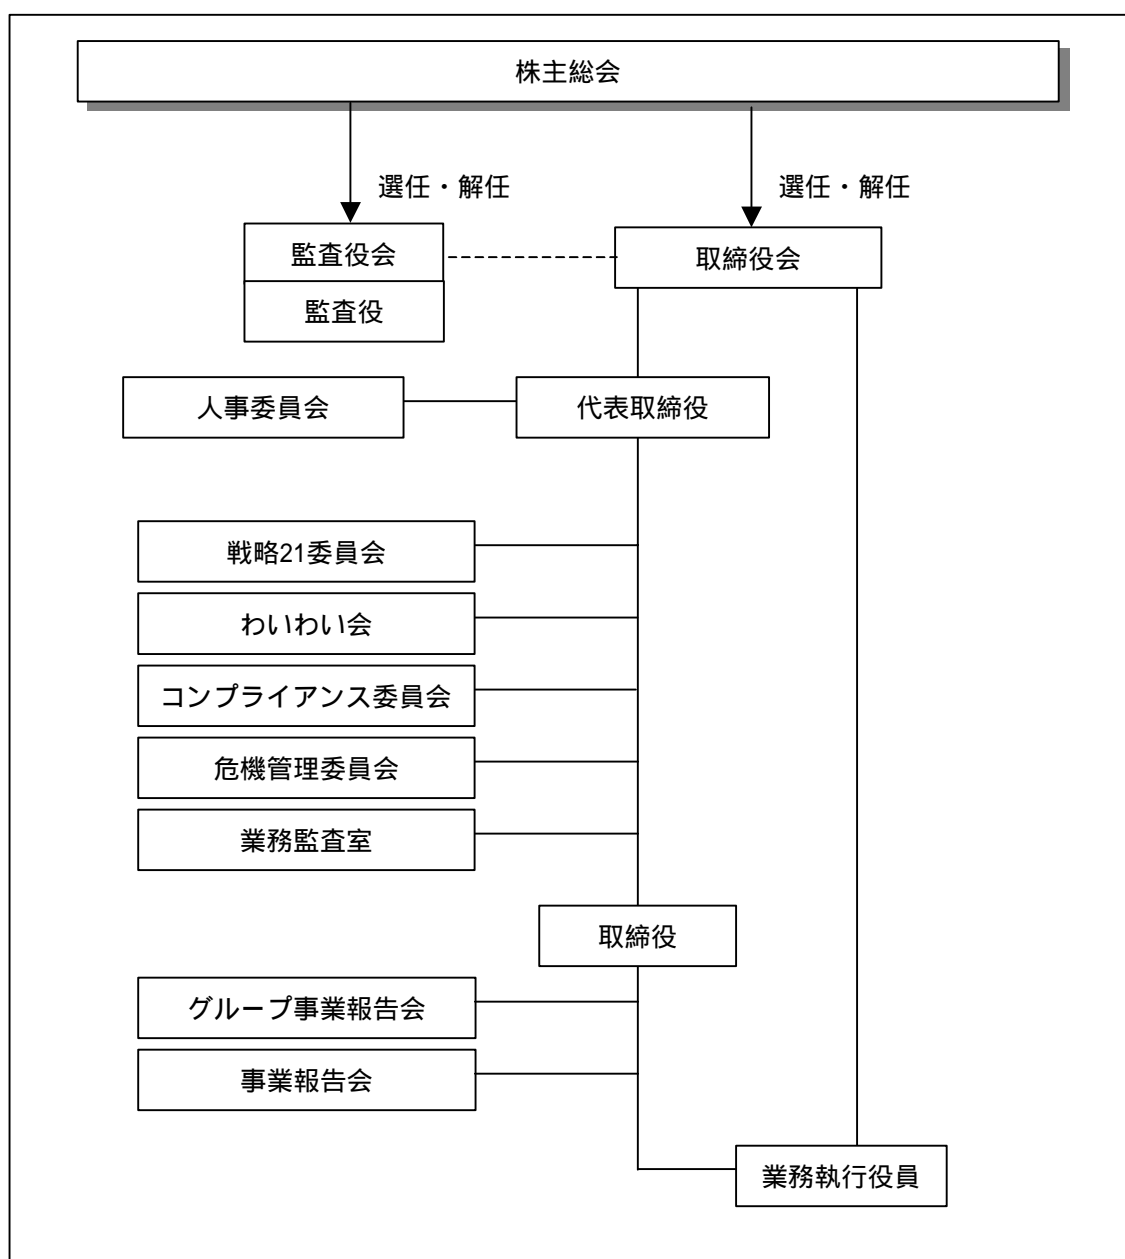 株主総会
選任・解任
選任・解任
監査役会
取締役会
監査役
人事委員会
代表取締役
戦略21委員会
わいわい会
コンプライアンス委員会
危機管理委員会
業務監査室
取締役
グループ事業報告会
事業報告会
業務執行役員